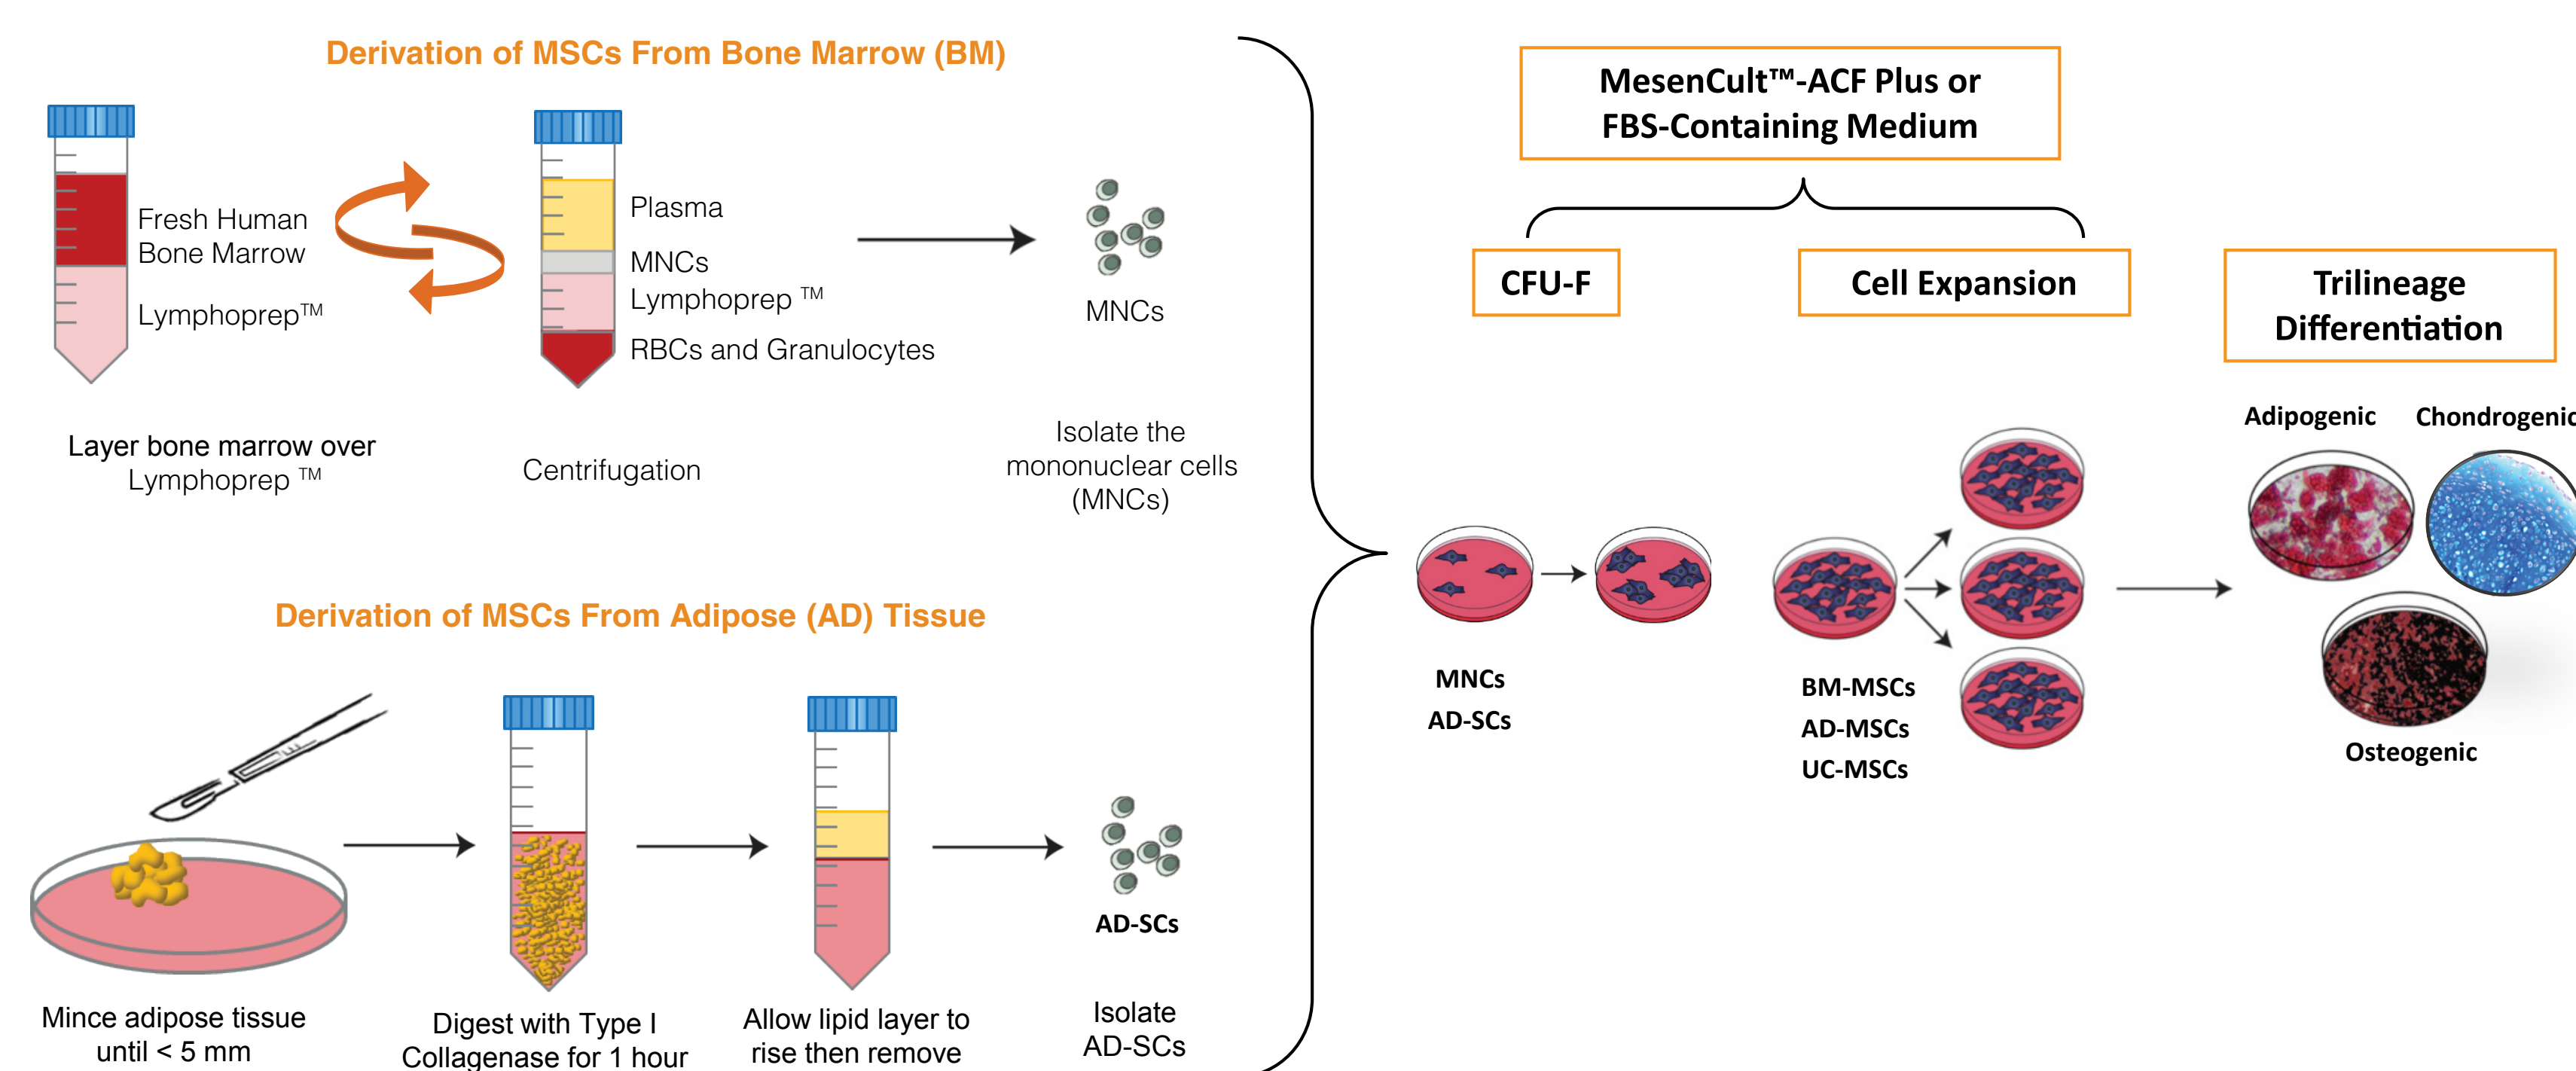 Derivation of MSCs From Bone Marrow (BM)
Fresh Human
Bone Marrow
Lymphoprep™
Plasma
MNCs
Lymphoprep ™
RBCs and Granulocytes
MNCs
Layer bone marrow over
Lymphoprep ™
Centrifugation
Isolate the
mononuclear cells
(MNCs)
Derivation of MSCs From Adipose (AD) Tissue
AD-SCs
Mince adipose tissue
until < 5 mm
Digest with Type I
Collagenase for 1 hour
Allow lipid layer to
rise then remove
Isolate
AD-SCs
MesenCult™-ACF Plus or
FBS-Containing Medium
CFU-F
Cell Expansion
Trilineage
Differentiation
MNCs
AD-SCs
BM-MSCs
AD-MSCs
UC-MSCs
Adipogenic
Chondrogenic
Osteogenic